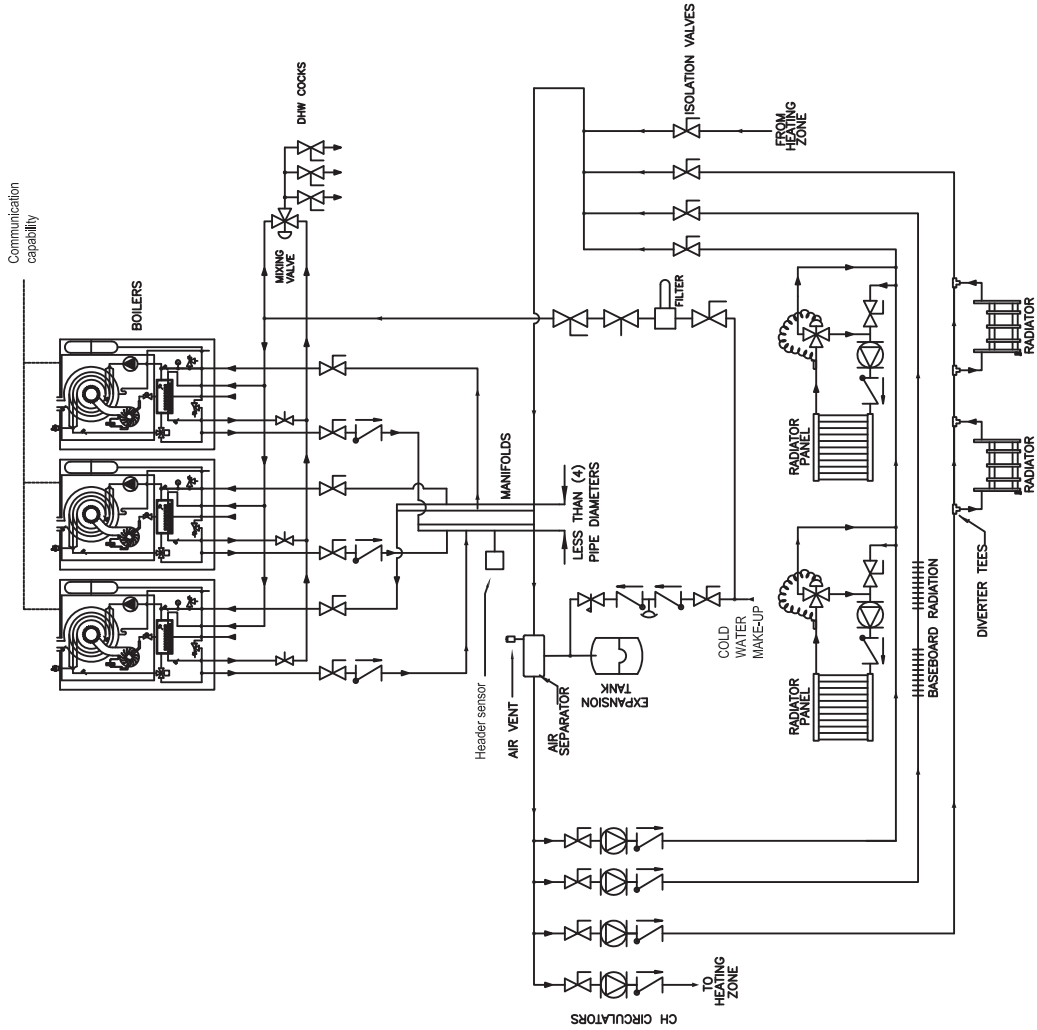 Communication
capability
BOILERS
DHW COCKS
MIXING
VALVE
ISOLATION VALVES
FROM
HEATING
ZONE
FILTER
MANIFOLDS
LESS THAN (4)
PIPE DIAMETERS
Header sensor
AIR VENT
AIR
SEPARATOR
EXPANSION
TANK
COLD
WATER
MAKE-UP
RADIATOR
PANEL
RADIATOR
PANEL
RADIATOR
RADIATOR
BASEBOARD RADIATION
DIVERTER TEES
TO
HEATING
ZONE
CH CIRCULATORS